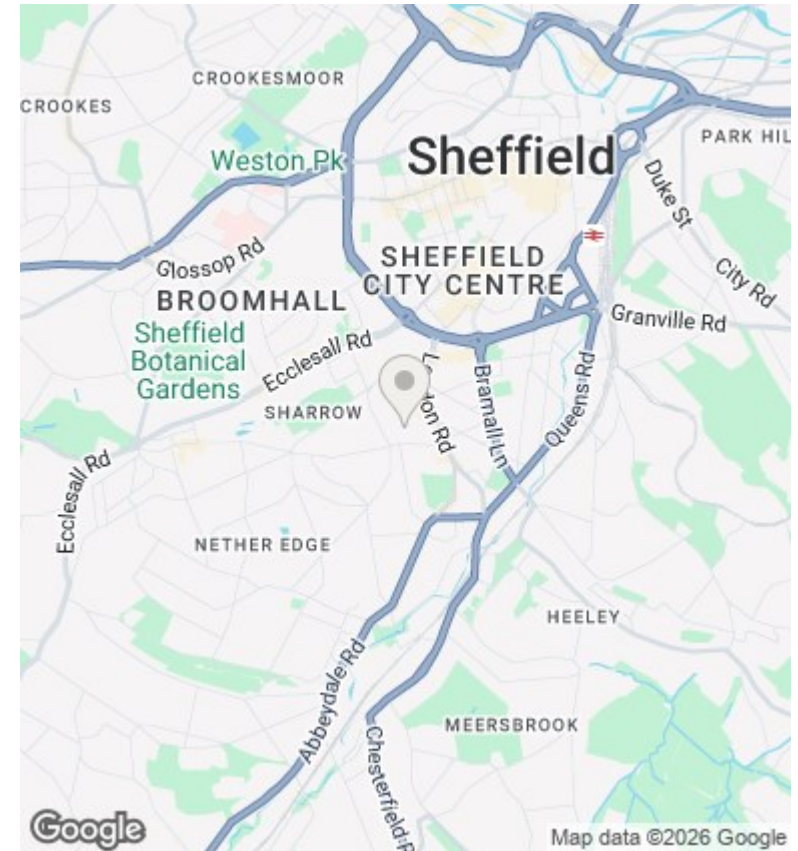 CROOKESMOOR
CROOKES
Weston Pk
Sheffield
PARK HIL
Duke St
City Rd
Glossop Rd
SHEFFIELD
CITY CENTRE
BROOMHALL
Granville Rd
Sheffield
Botanical
Gardens
Ecclesall Rd
Bramall Ln
Queens Rd
SHARROW
Ecclesall Rd
NETHER EDGE
HEELEY
Abbeydale Rd
MEERSBROOK
Google
Map data ©2026 Google